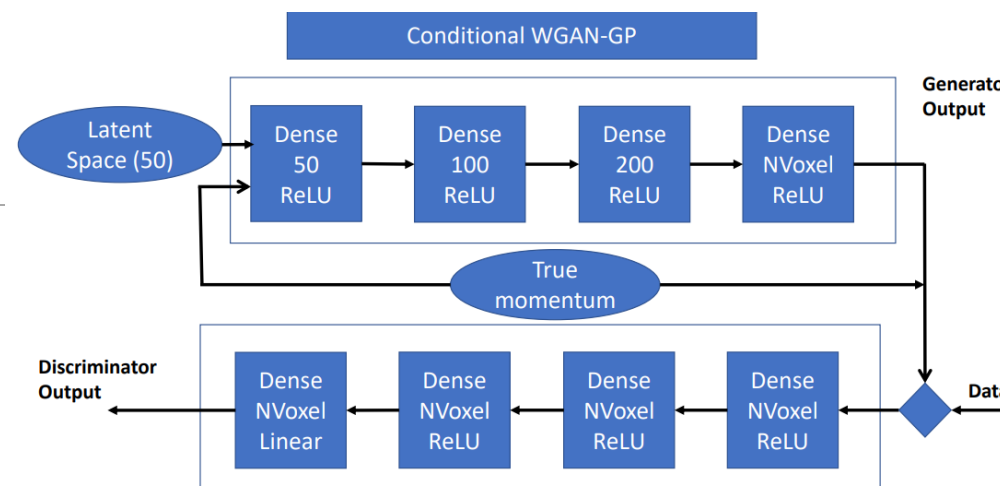 Conditional WGAN-GP
Generato
Output
Latent
Space (50)
Dense
50
ReLU
Dense
100
ReLU
Dense
200
ReLU
Dense
NVoxel
ReLU
True
momentum
Discriminator
Output
Dense
NVoxel
Linear
Dense
NVoxel
ReLU
Dense
NVoxel
ReLU
Dense
NVoxel
ReLU
Data